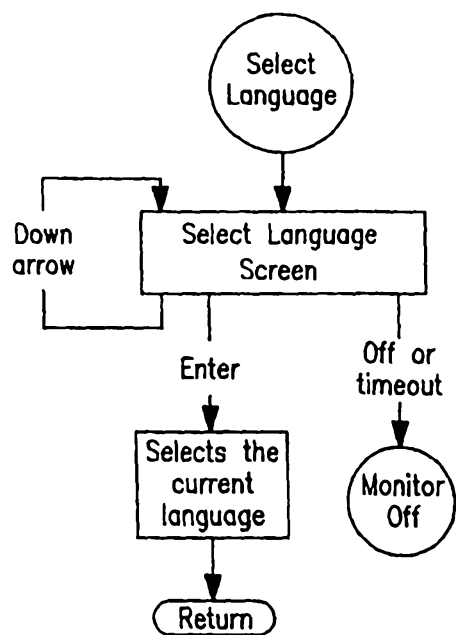 Select
Language
Select Language
Screen
Down
arrow
Enter
Off or
timeout
Selects the
current
language
Monitor
Off
Return